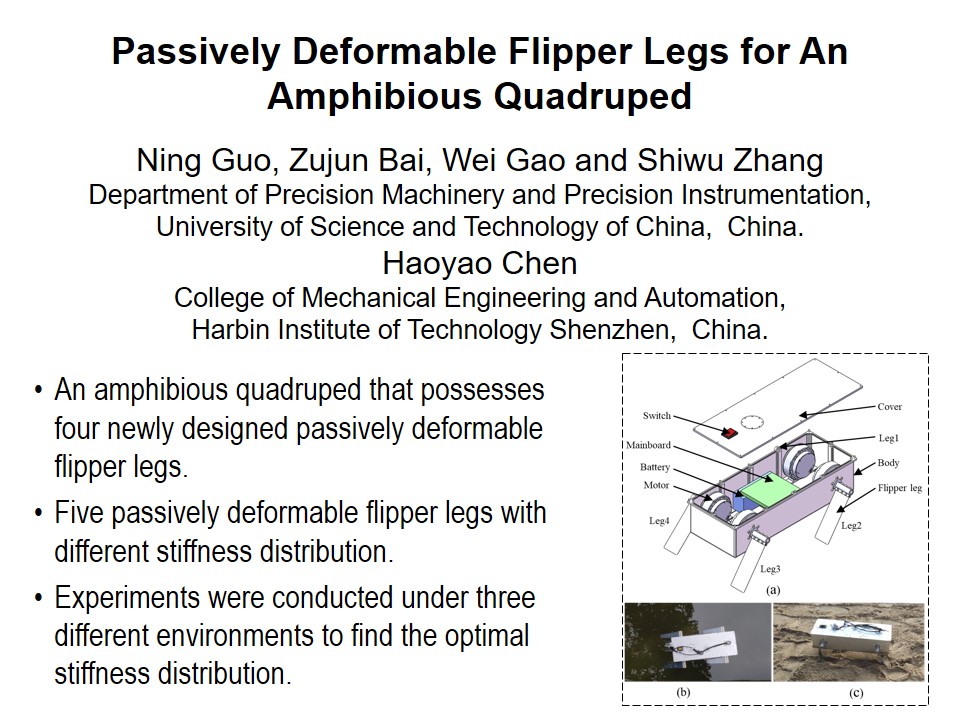 Passively Deformable Flipper Legs for An
Amphibious Quadruped
Ning Guo, Zujun Bai, Wei Gao and Shiwu Zhang
Department of Precision Machinery and Precision Instrumentation,
University of Science and Technology of China, China.
Haoyao Chen
College of Mechanical Engineering and Automation,
Harbin Institute of Technology Shenzhen, China.
• An amphibious quadruped that possesses
four newly designed passively deformable
flipper legs.
• Five passively deformable flipper legs with
different stiffness distribution.
• Experiments were conducted under three
different environments to find the optimal
stiffness distribution.
Switch
Cover
Mainboard
Leg1
Battery
Body
Motor
Flipper leg
Leg4
Leg2
Leg3
(a)
(b)
(c)